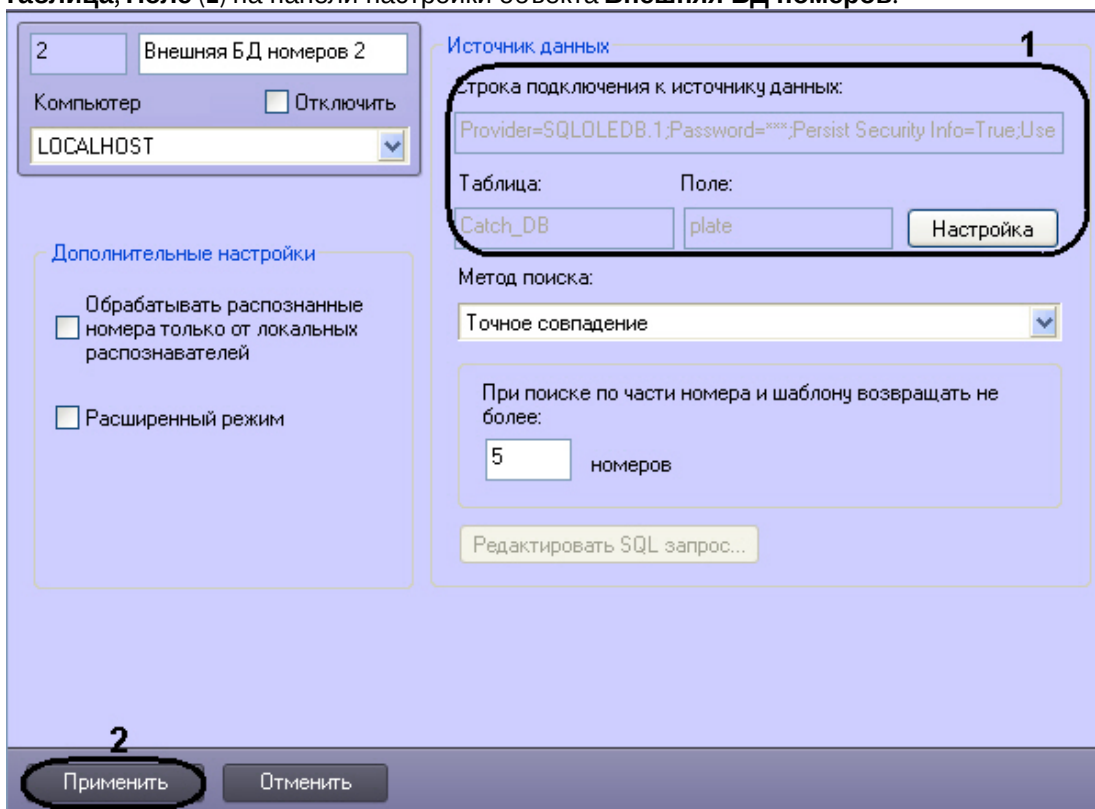 Таблица, Поле (1) на панели настройки объекта Внешняя БД номеров.
2
Внешняя БД номеров 2
Компьютер
Отключить
LOCALHOST
Источник данных
1
Строка подключения к источнику данных:
Provider=SQLOLEDB.1;Password=***;Persist Security Info=True;Use
Таблица:
Поле:
Catch_DB
plate
Настройка
Дополнительные настройки
Обрабатывать распознанные
номера только от локальных
распознавателей
Расширенный режим
Метод поиска:
Точное совпадение
При поиске по части номера и шаблону возвращать не
более:
5
номеров
Редактировать SQL запрос...
2
Применить
Отменить